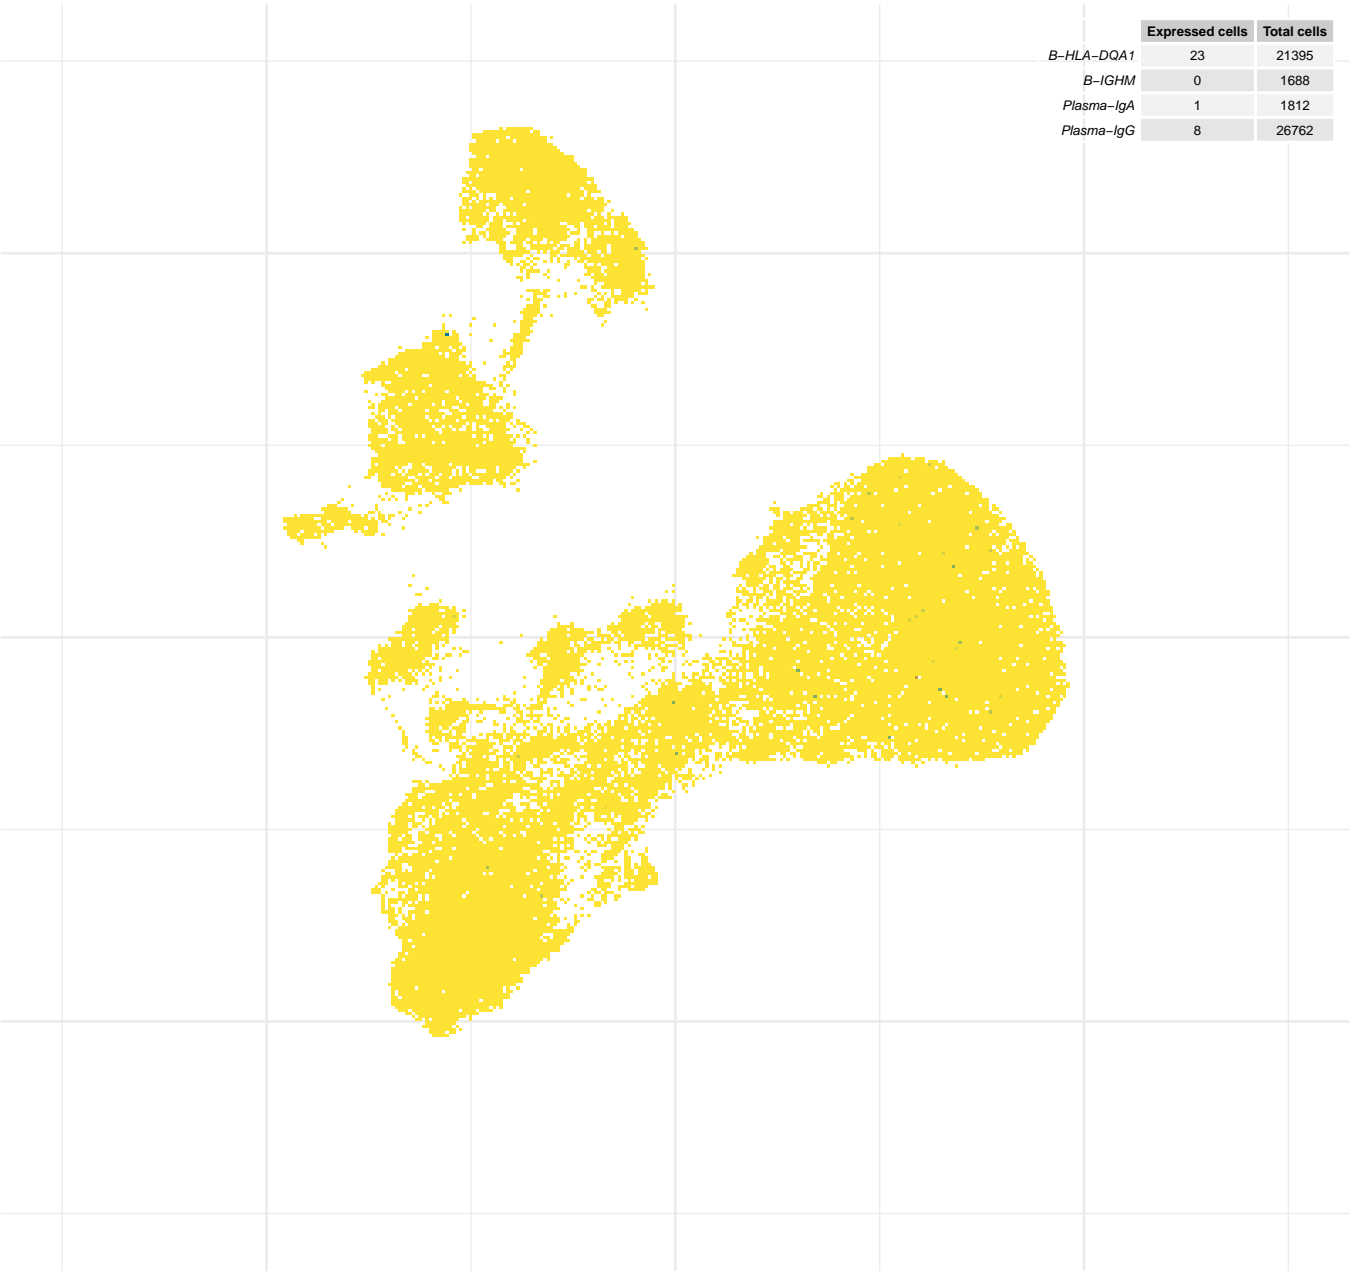 Expressed cells Total cells
B−HLA−DQA1 23 21395
B−IGHM 0 1688
Plasma−IgA 1 1812
Plasma−IgG 8 26762